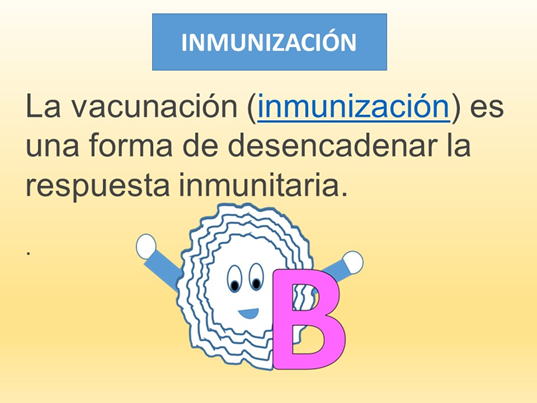 INMUNIZACIÓN
La vacunación (inmunización) es
una forma de desencadenar la
respuesta inmunitaria.
.
B